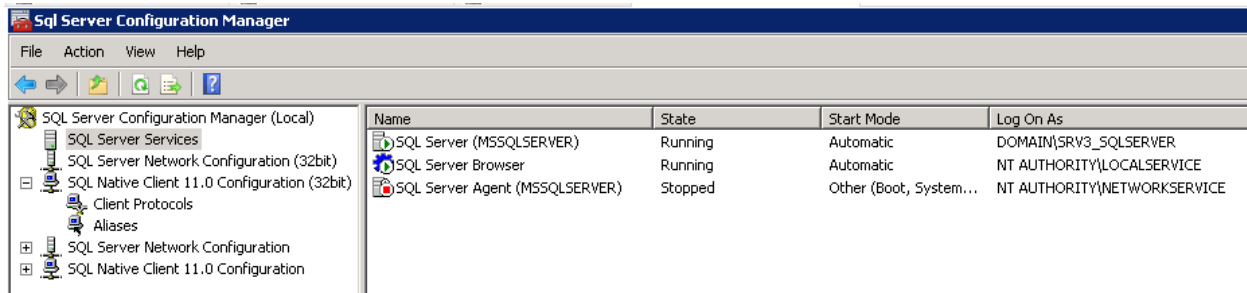 Sql Server Configuration Manager
File Action View Help
SQL Server Configuration Manager (Local)
SQL Server Services
SQL Server Network Configuration (32bit)
SQL Native Client 11.0 Configuration (32bit)
Client Protocols
Aliases
SQL Server Network Configuration
SQL Native Client 11.0 Configuration
Name State Start Mode Log On As
SQL Server (MSSQLSERVER) Running Automatic DOMAIN\SRV3_SQLSERVER
SQL Server Browser Running Automatic NT AUTHORITY\LOCALSERVICE
SQL Server Agent (MSSQLSERVER) Stopped Other (Boot, System... NT AUTHORITY\NETWORKSERVICE